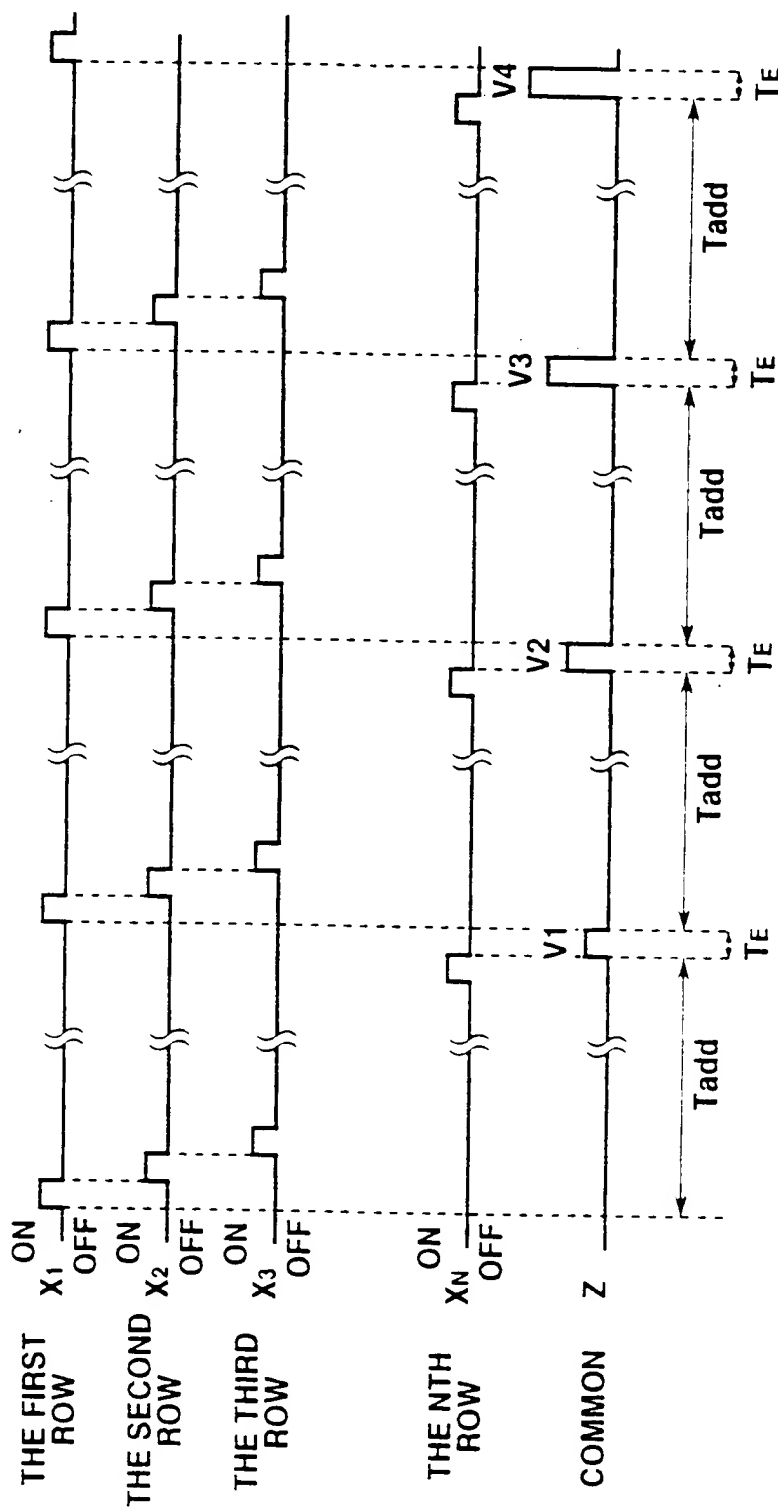 THE FIRST
ROW
X1
ON
OFF
THE SECOND
ROW
X2
ON
OFF
THE THIRD
ROW
X3
ON
OFF
THE NTH
ROW
XN
ON
OFF
V1
V2
V3
V4
COMMON
Z
Tadd
Tadd
Tadd
Tadd
TE
TE
TE
TE